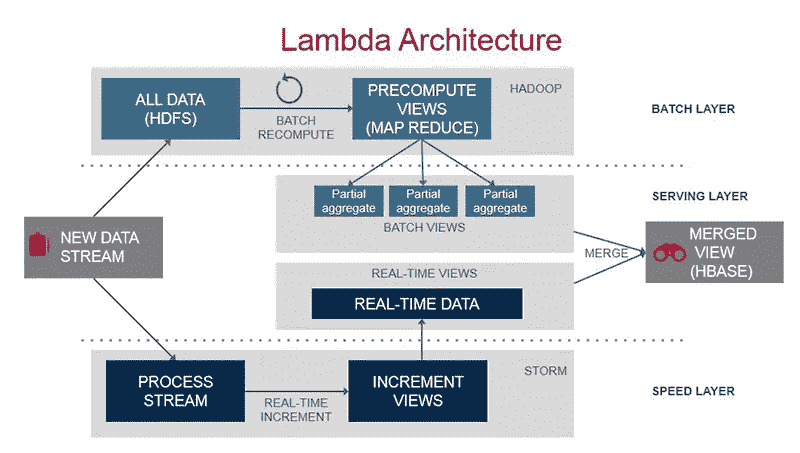 Lambda Architecture
HADOOP
ALL DATA
(HDFS)
BATCH
RECOMPUTE
PRECOMPUTE
VIEWS
(MAP REDUCE)
BATCH LAYER
Partial
aggregate
Partial
aggregate
Partial
aggregate
BATCH VIEWS
SERVING LAYER
NEW DATA
STREAM
MERGE
MERGED
VIEW
(HBASE)
REAL-TIME VIEWS
REAL-TIME DATA
PROCESS
STREAM
REAL-TIME
INCREMENT
INCREMENT
VIEWS
STORM
SPEED LAYER